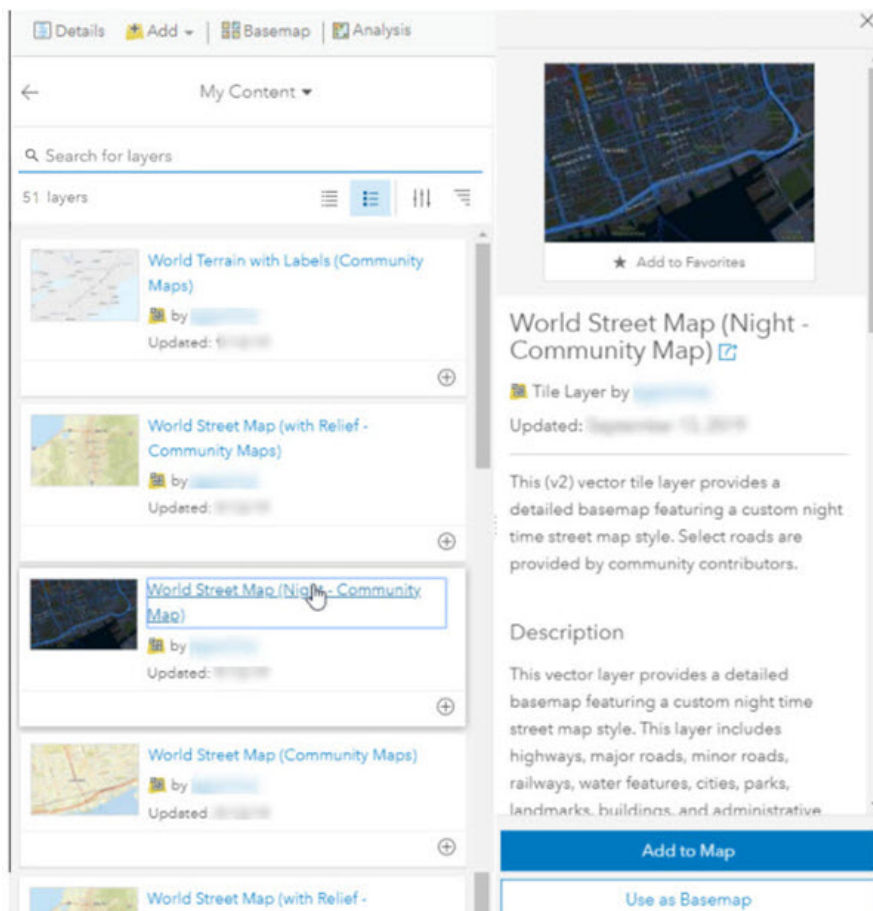 Details Add Basemap Analysis
My Content
Search for layers
51 layers
World Terrain with Labels (Community
Maps)
by
Updated:
World Street Map (with Relief -
Community Maps)
by
Updated:
World Street Map (Night - Community
Map)
by
Updated:
World Street Map (Community Maps)
by
Updated
World Street Map (with Relief -
Add to Favorites
World Street Map (Night -
Community Map)
Tile Layer by
Updated:
This (v2) vector tile layer provides a
detailed basemap featuring a custom night
time street map style. Select roads are
provided by community contributors.
Description
This vector layer provides a detailed
basemap featuring a custom night time
street map style. This layer includes
highways, major roads, minor roads,
railways, water features, cities, parks,
landmarks, buildings, and administrative
Add to Map
Use as Basemap